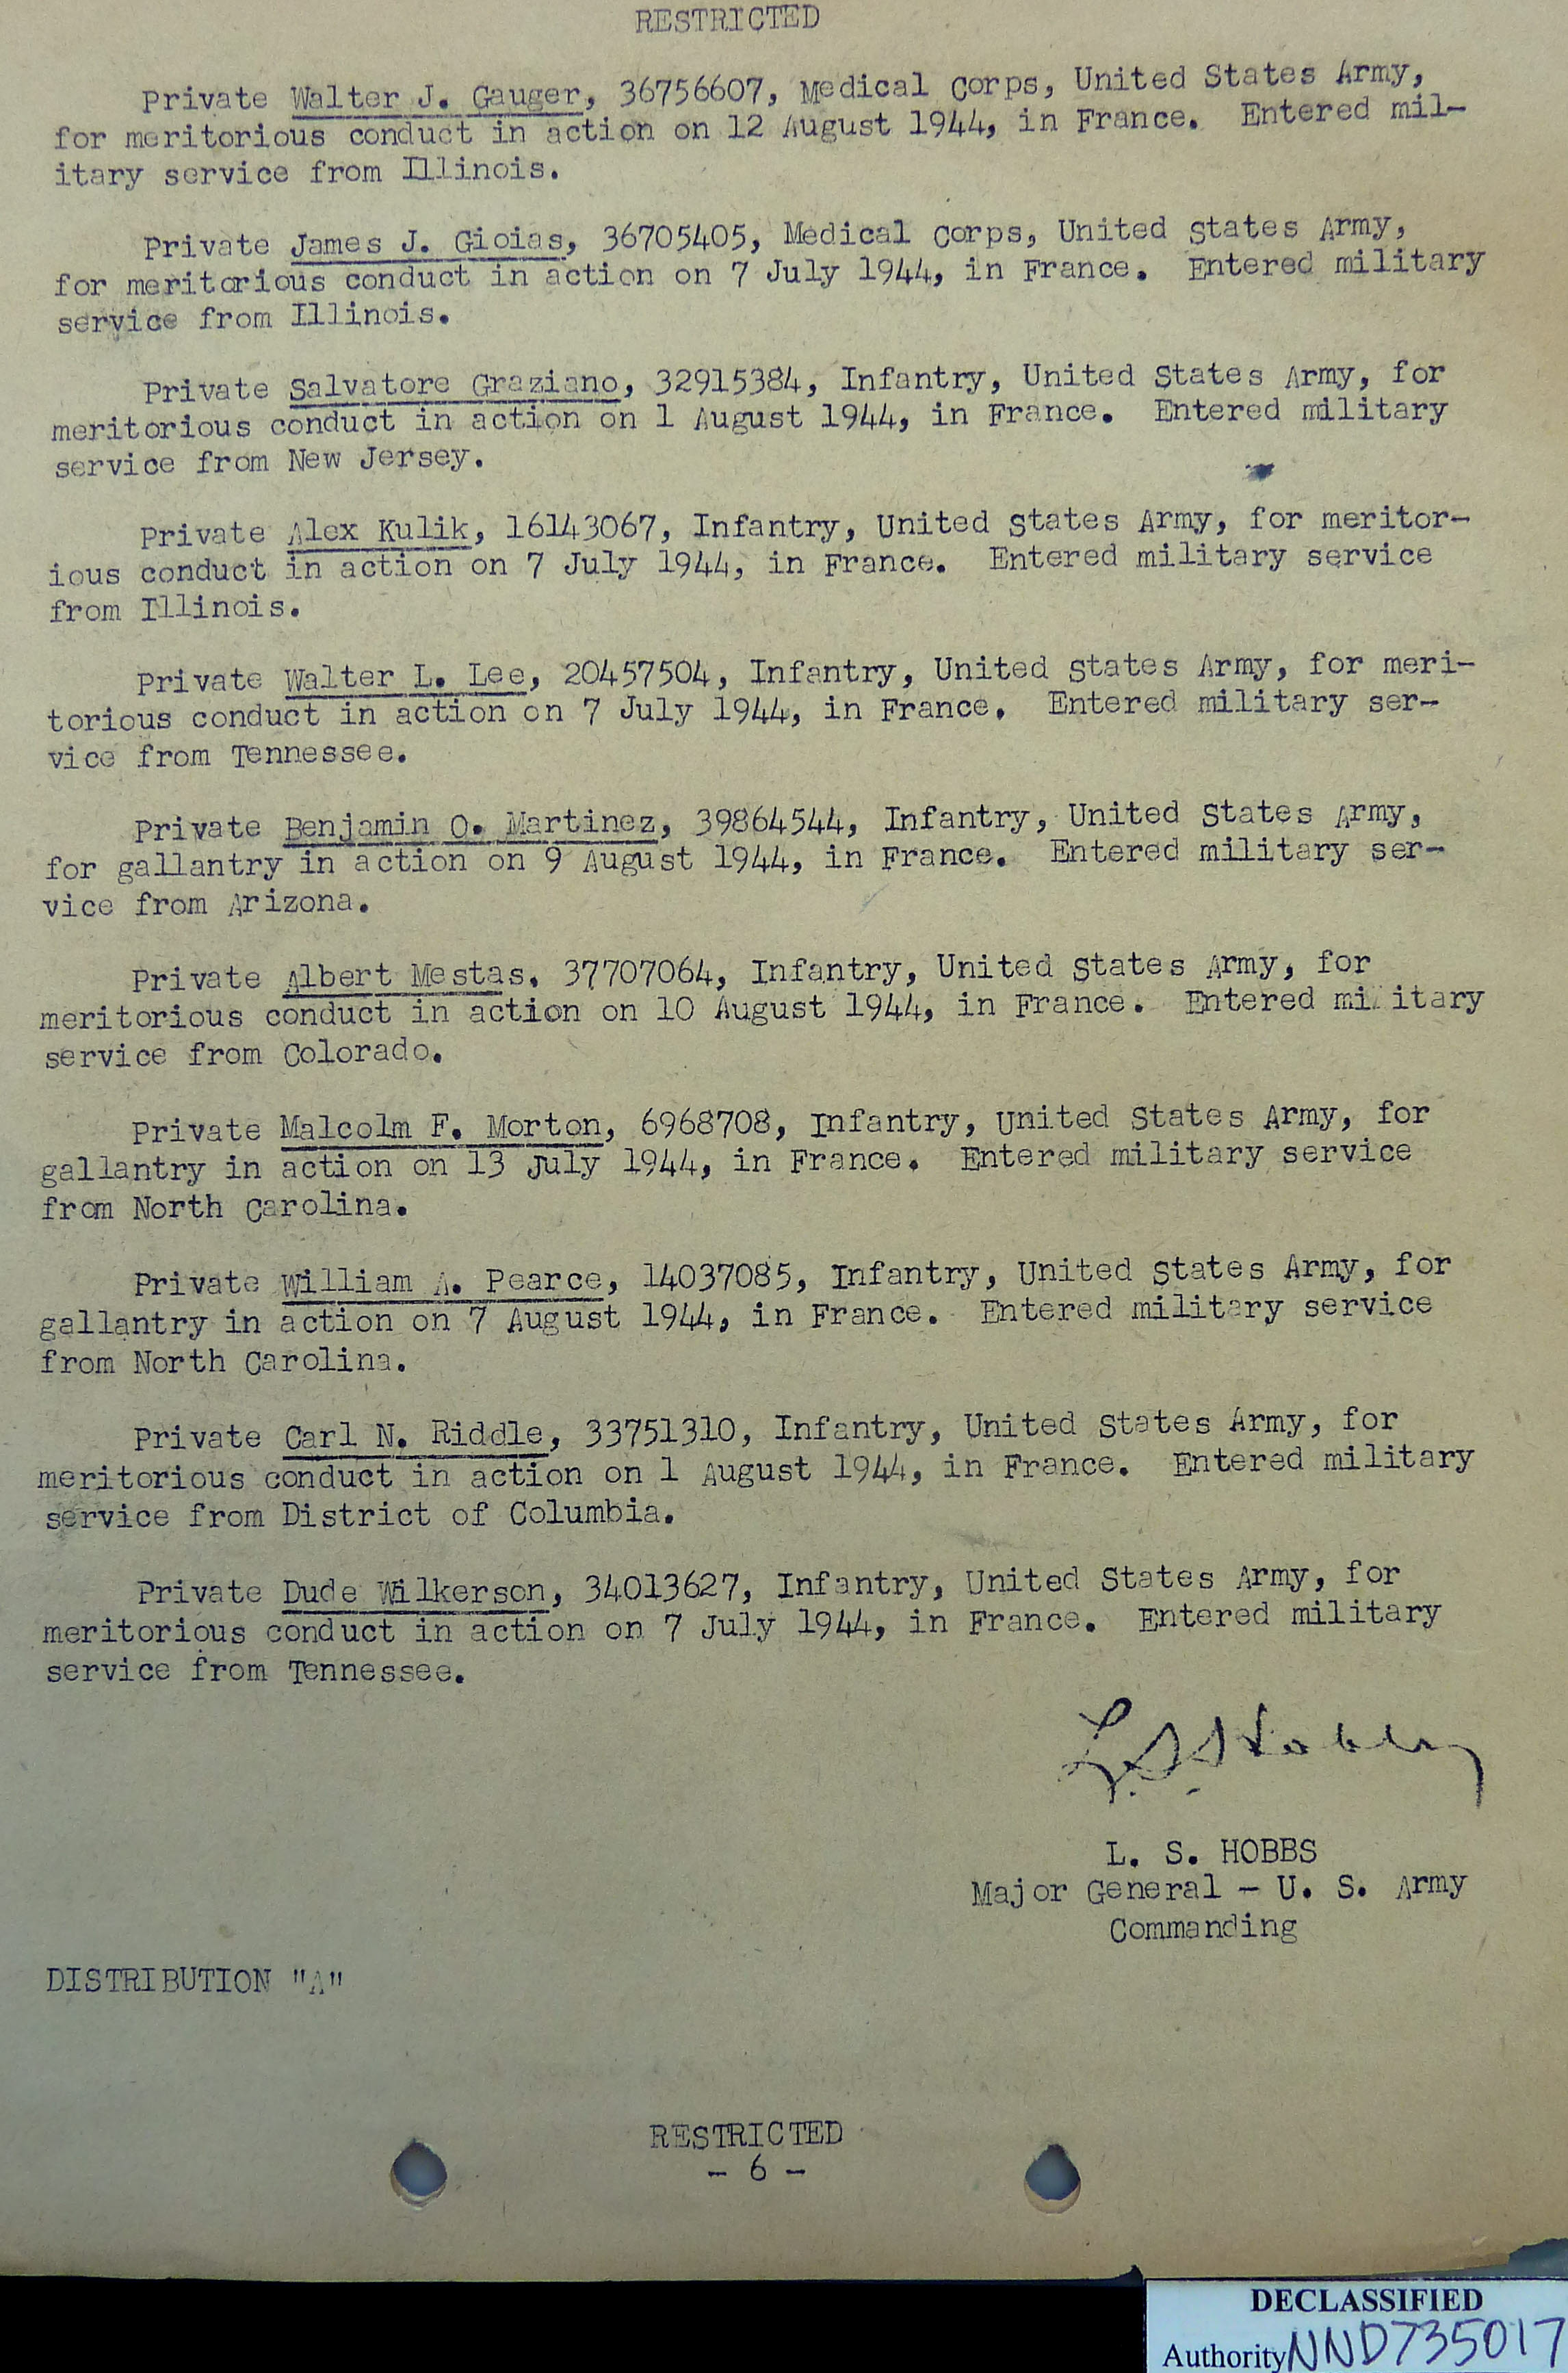 RESTRICTED
Private Walter J. Gauger, 36756607, Medical Corps, United States Army,
for meritorious conduct in action on 12 August 1944, in France. Entered mil-
itary service from Illinois.
Private James J. Gioias, 36705405, Medical Corps, United States Army,
for meritorious conduct in action on 7 July 1944, in France. Entered military
service from Illinois.
Private Salvatore Graziano, 32915384, Infantry, United States Army, for
meritorious conduct in action on 1 August 1944, in France. Entered military
service from New Jersey.
Private Alex Kulik, 16143067, Infantry, United States Army, for meritor-
ious conduct in action on 7 July 1944, in France. Entered military service
from Illinois.
Private Walter L. Lee, 20457504, Infantry, United States Army, for meri-
torious conduct in action on 7 July 1944, in France. Entered military ser-
vice from Tennessee.
Private Benjamin O. Martinez, 39864544, Infantry, United States Army,
for gallantry in action on 9 August 1944, in France. Entered military ser-
vice from Arizona.
Private Albert Mestas, 37707064, Infantry, United States Army, for
meritorious conduct in action on 10 August 1944, in France. Entered military
service from Colorado.
Private Malcolm F. Morton, 6968708, Infantry, United States Army, for
gallantry in action on 13 July 1944, in France. Entered military service
from North Carolina.
Private William A. Pearce, 14037085, Infantry, United States Army, for
gallantry in action on 7 August 1944, in France. Entered military service
from North Carolina.
Private Carl N. Riddle, 33751310, Infantry, United States Army, for
meritorious conduct in action on 1 August 1944, in France. Entered military
service from District of Columbia.
Private Dude Wilkerson, 34013627, Infantry, United States Army, for
meritorious conduct in action on 7 July 1944, in France. Entered military
service from Tennessee.
L. S. Hobbs
L. S. HOBBS
Major General - U. S. Army
Commanding
DISTRIBUTION "A"
RESTRICTED
- 6 -
DECLASSIFIED
Authority NND735017